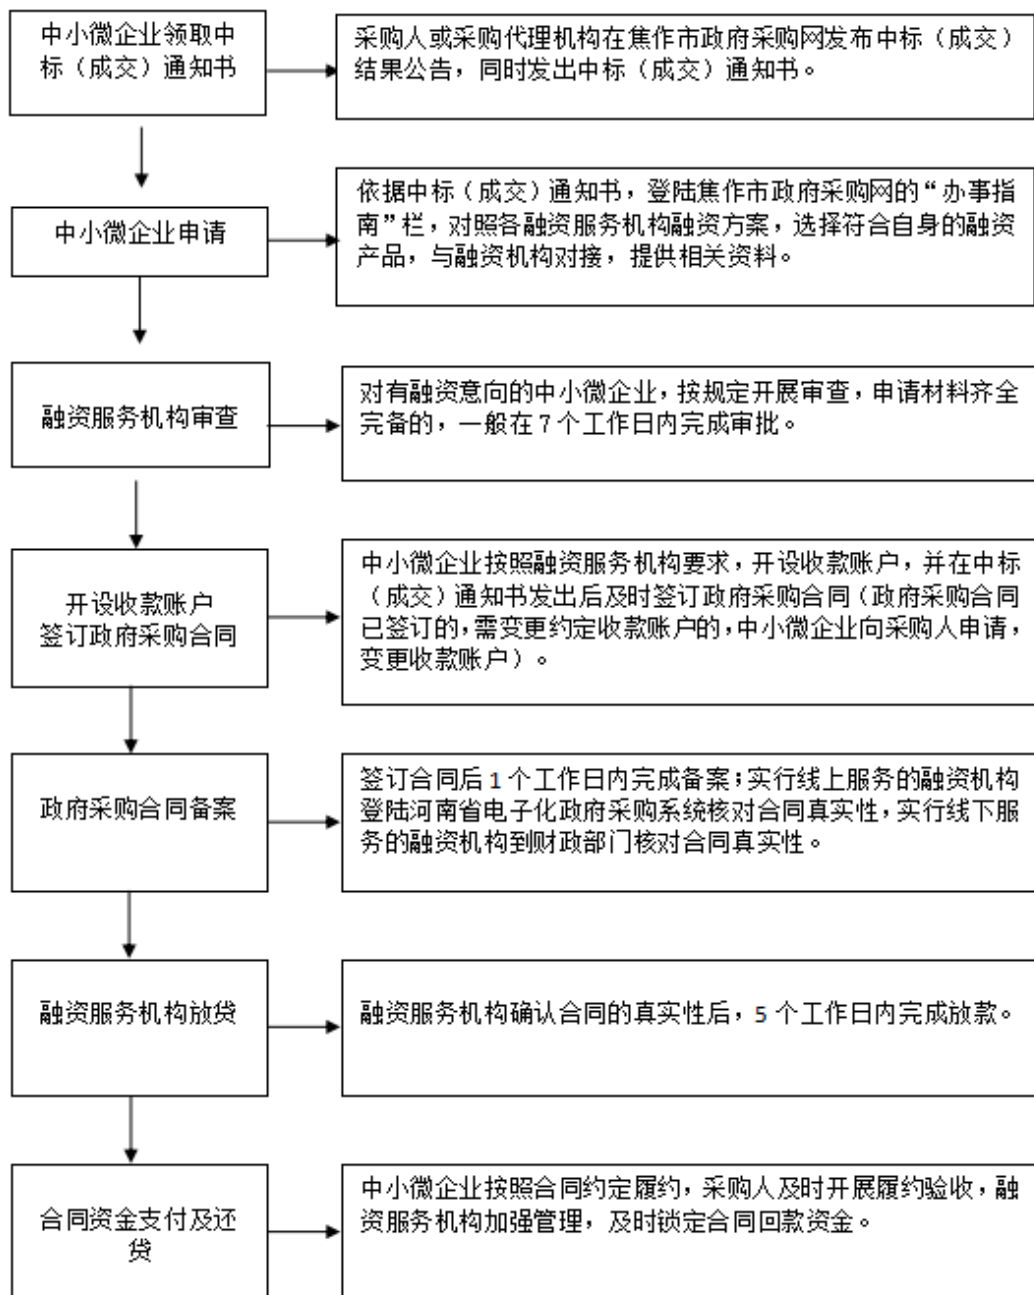 中小微企业领取中
标（成交）通知书
采购人或采购代理机构在焦作市政府采购网发布中标（成交）
结果公告，同时发出中标（成交）通知书。
中小微企业申请
依据中标（成交）通知书，登陆焦作市政府采购网的“办事指
南”栏，对照各融资服务机构融资方案，选择符合自身的融资
产品，与融资机构对接，提供相关资料。
融资服务机构审查
对有融资意向的中小微企业，按规定开展审查，申请材料齐全
完备的，一般在7个工作日内完成审批。
开设收款账户
签订政府采购合同
中小微企业按照融资服务机构要求，开设收款账户，并在中标
（成交）通知书发出后及时签订政府采购合同（政府采购合同
已签订的，需变更约定收款账户的，中小微企业向采购人申请，
变更收款账户）。
政府采购合同备案
签订合同后1个工作日内完成备案；实行线上服务的融资机构
登陆河南省电子化政府采购系统核对合同真实性，实行线下服
务的融资机构到财政部门核对合同真实性。
融资服务机构放贷
融资服务机构确认合同的真实性后，5个工作日内完成放款。
合同资金支付及还
贷
中小微企业按照合同约定履约，采购人及时开展履约验收，融
资服务机构加强管理，及时锁定合同回款资金。